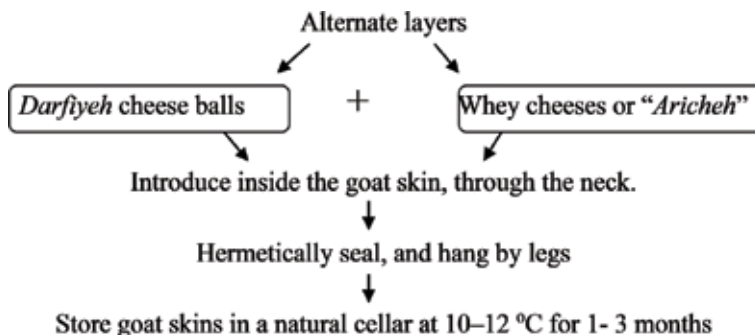 Alternate layers
Darfiyeh cheese balls + Whey cheeses or “Aricheh”
Introduce inside the goat skin, through the neck.
Hermetically seal, and hang by legs
Store goat skins in a natural cellar at 10–12 ºC for 1- 3 months